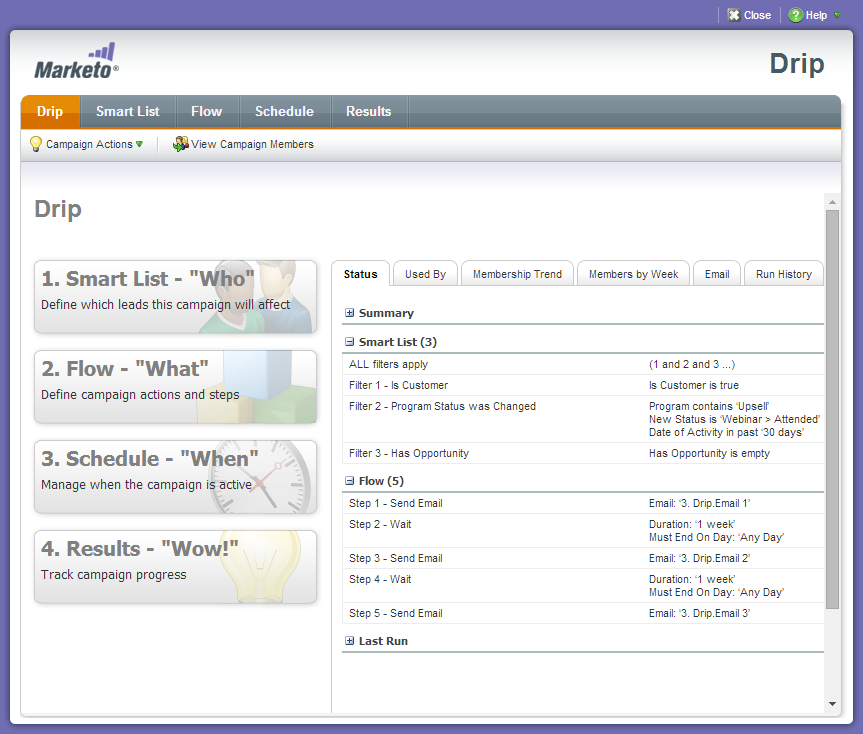 Close Help
Marketo®
Drip
Drip Smart List Flow Schedule Results
Campaign Actions View Campaign Members
Drip
1. Smart List - "Who"
Define which leads this campaign will affect
2. Flow - "What"
Define campaign actions and steps
3. Schedule - "When"
Manage when the campaign is active
4. Results - "Wow!"
Track campaign progress
Status Used By Membership Trend Members by Week Email Run History
Summary
Smart List (3)
ALL filters apply (1 and 2 and 3 ...)
Filter 1 - Is Customer Is Customer is true
Filter 2 - Program Status was Changed Program contains ‘Upsell’
New Status is ‘Webinar > Attended’
Date of Activity in past ‘30 days’
Filter 3 - Has Opportunity Has Opportunity is empty
Flow (5)
Step 1 - Send Email Email: ‘3. Drip.Email 1’
Step 2 - Wait Duration: ‘1 week’
Must End On Day: ‘Any Day’
Step 3 - Send Email Email: ‘3. Drip.Email 2’
Step 4 - Wait Duration: ‘1 week’
Must End On Day: ‘Any Day’
Step 5 - Send Email Email: ‘3. Drip.Email 3’
Last Run